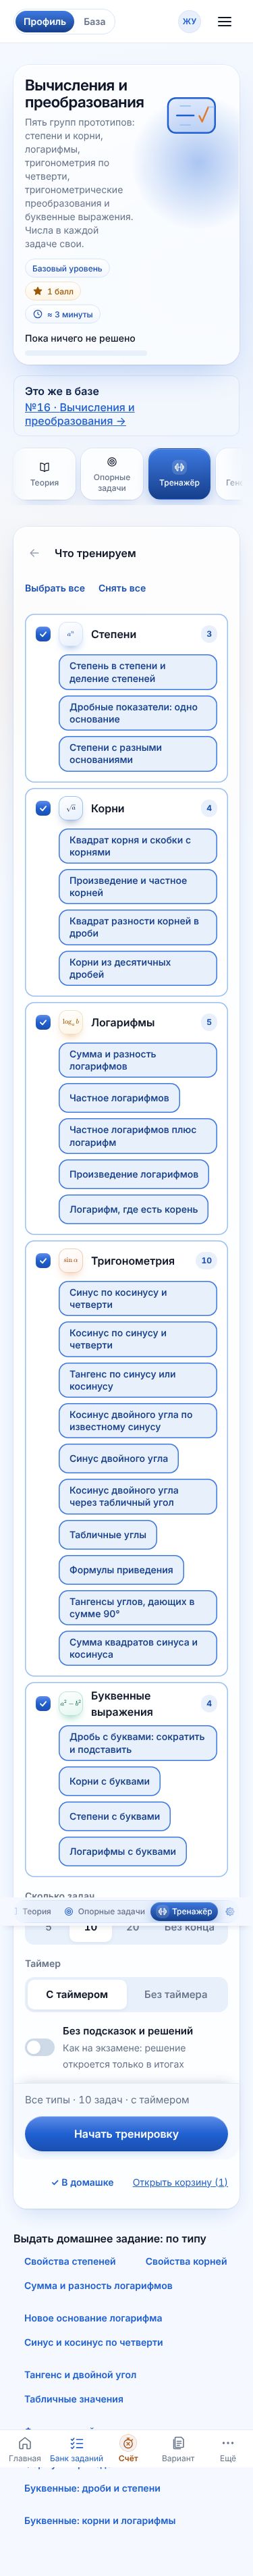 Профиль
База
ЖУ
Вычисления и
преобразования
Пять групп прототипов:
степени и корни,
логарифмы,
тригонометрия по
четверти,
тригонометрические
преобразования и
буквенные выражения.
Числа в каждой
задаче свои.
Базовый уровень
1 балл
≈ 3 минуты
Пока ничего не решено
Это же в базе
№16 · Вычисления и
преобразования →
Теория
Опорные
задачи
Тренажёр
← Что тренируем
Выбрать все Снять все
Степени 3
Степень в степени и
деление степеней
Дробные показатели: одно
основание
Степени с разными
основаниями
√a Корни 4
Квадрат корня и скобки с
корнями
Произведение и частное
корней
Квадрат разности корней в
дроби
Корни из десятичных
дробей
Логарифмы 5
Сумма и разность
логарифмов
Частное логарифмов
Частное логарифмов плюс
логарифм
Произведение логарифмов
Логарифм, где есть корень
sin α Тригонометрия 10
Синус по косинусу и
четверти
Косинус по синусу и
четверти
Тангенс по синусу или
косинусу
Косинус двойного угла по
известному синусу
Синус двойного угла
Косинус двойного угла
через табличный угол
Табличные углы
Формулы приведения
Тангенсы углов, дающих в
сумме 90°
Сумма квадратов синуса и
косинуса
a² − b² Буквенные
выражения 4
Дробь с буквами: сократить
и подставить
Корни с буквами
Степени с буквами
Логарифмы с буквами
Сколько задач
Теория Опорные задачи Тренажёр
5 10 20 Без конца
Таймер
С таймером Без таймера
Без подсказок и решений
Как на экзамене: решение
откроется только в итогах
Все типы · 10 задач · с таймером
Начать тренировку
✓ В домашке Открыть корзину (1)
Выдать домашнее задание: по типу
Свойства степеней Свойства корней
Сумма и разность логарифмов
Новое основание логарифма
Синус и косинус по четверти
Тангенс и двойной угол
Табличные значения
Главная Банк заданий Счёт Вариант Ещё
Буквенные: дроби и степени
Буквенные: корни и логарифмы